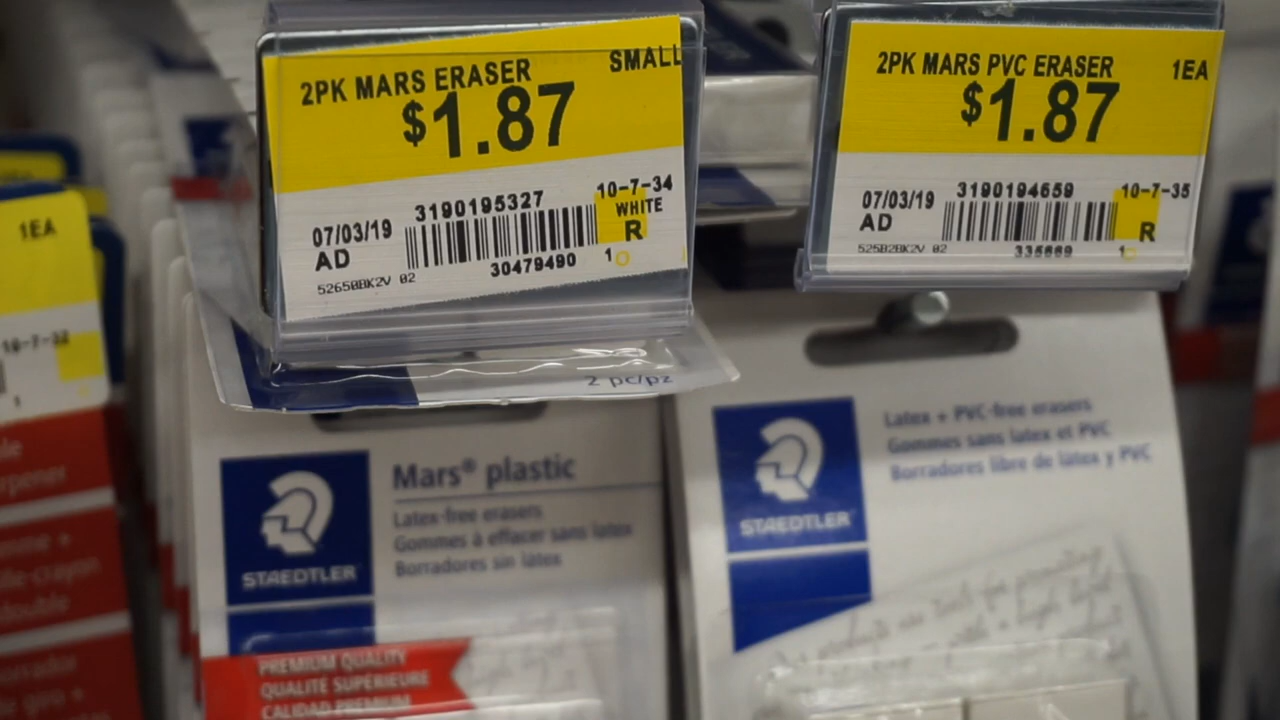 2PK MARS ERASER
SMALL
$1.87
3190195327
10-7-34
WHITE
R
07/03/19
AD
30479490
1
52650BK2V 02
2PK MARS PVC ERASER
1EA
$1.87
3190194659
10-7-35
R
07/03/19
AD
335669
1
525B2BK2V 02
1EA
10-7-32
1
2 pc/pz
STAEDTLER
Mars® plastic
Latex-free erasers
Gommes à effacer sans latex
Borradores sin látex
PREMIUM QUALITY
QUALITÉ SUPÉRIEURE
CALIDAD PREMIUM
STAEDTLER
Latex + PVC-free erasers
Gommes sans latex et PVC
Borradores libre de látex y PVC